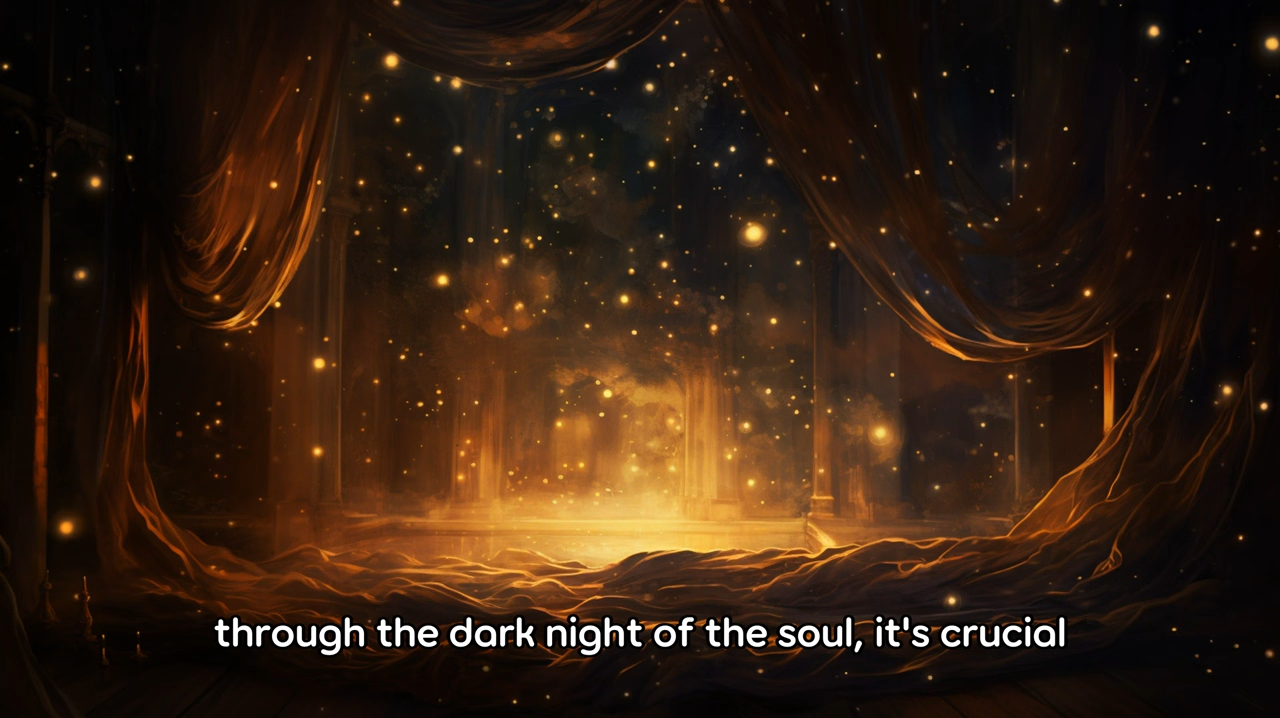 through the dark night of the soul, it's crucial